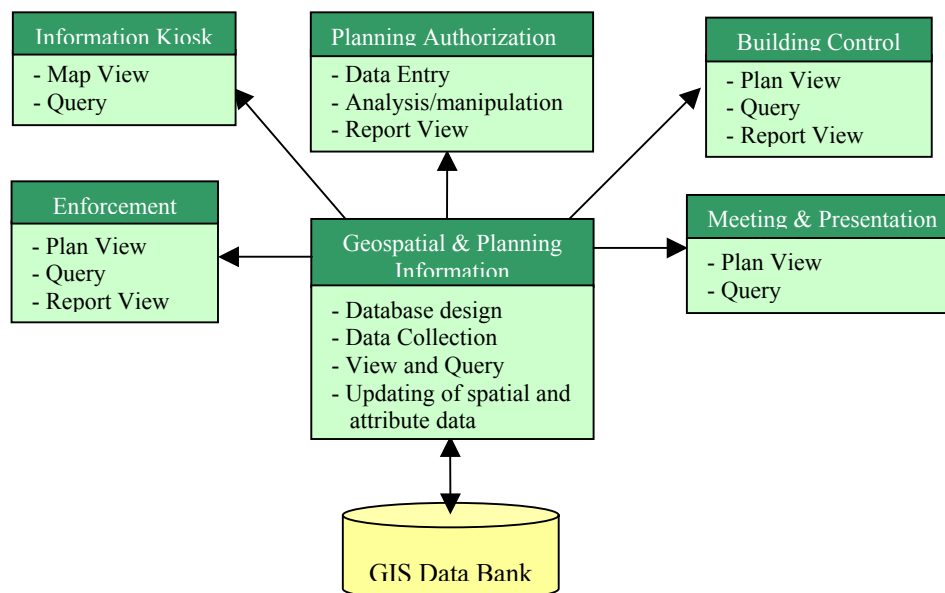 Information Kiosk
- Map View
- Query
Planning Authorization
- Data Entry
- Analysis/manipulation
- Report View
Building Control
- Plan View
- Query
- Report View
Enforcement
- Plan View
- Query
- Report View
Geospatial & Planning
Information
- Database design
- Data Collection
- View and Query
- Updating of spatial and
attribute data
Meeting & Presentation
- Plan View
- Query
GIS Data Bank